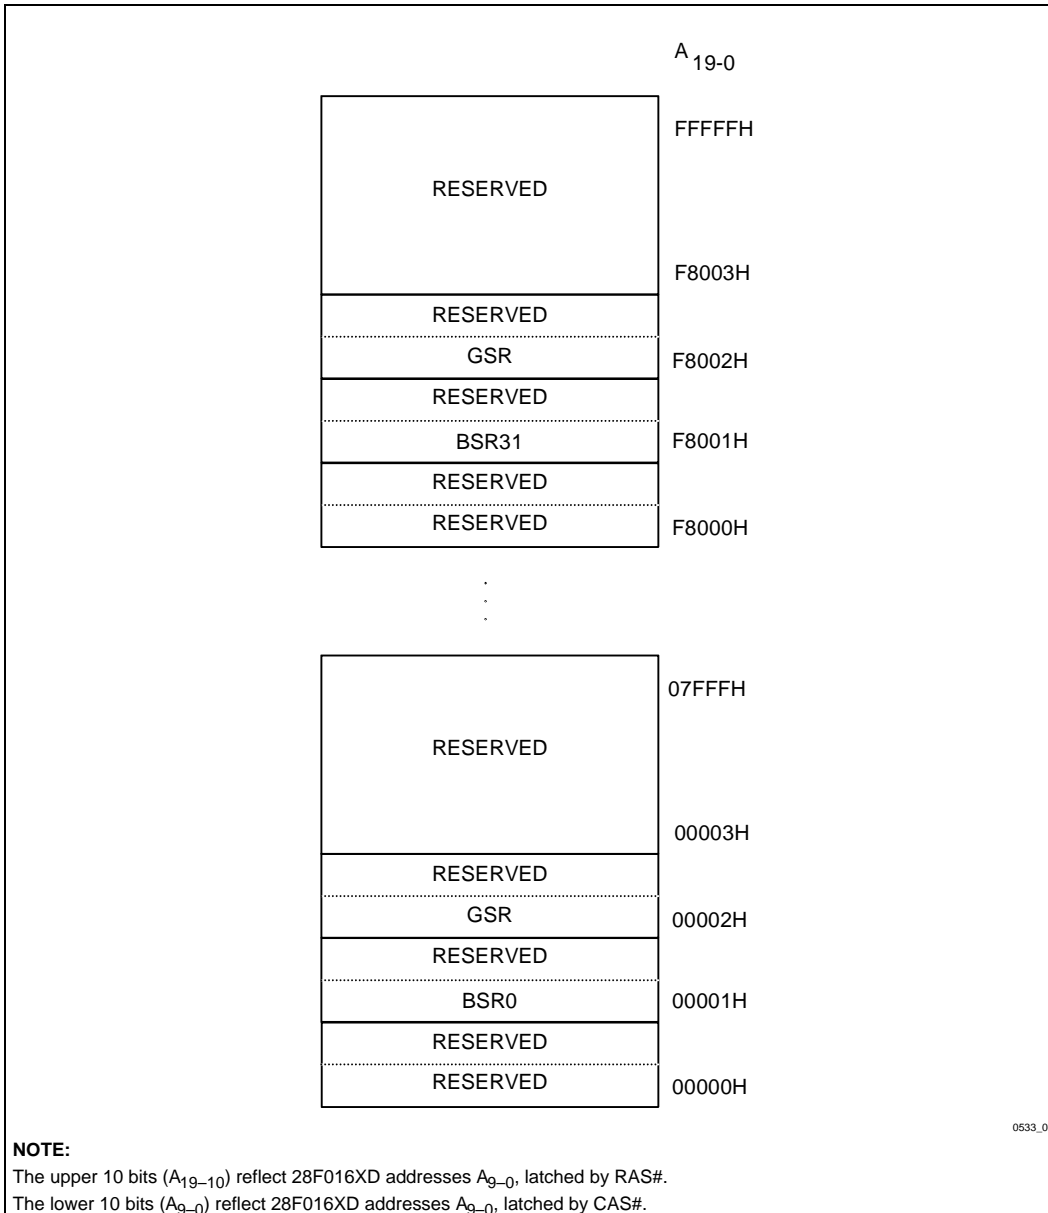 A19-0
FFFFFH
RESERVED
F8003H
RESERVED
GSR
F8002H
RESERVED
BSR31
F8001H
RESERVED
RESERVED
F8000H
07FFFH
RESERVED
00003H
RESERVED
GSR
00002H
RESERVED
BSR0
00001H
RESERVED
RESERVED
00000H
0533_0
NOTE:
The upper 10 bits (A19–10) reflect 28F016XD addresses A9–0, latched by RAS#.
The lower 10 bits (A9–0) reflect 28F016XD addresses A9–0, latched by CAS#.